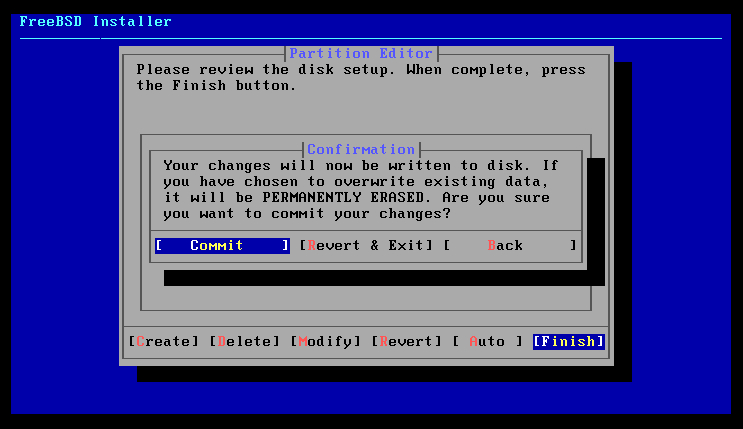 FreeBSD Installer
Partition Editor
Please review the disk setup. When complete, press
the Finish button.
Confirmation
Your changes will now be written to disk. If
you have chosen to overwrite existing data,
it will be PERMANENTLY ERASED. Are you sure
you want to commit your changes?
[ Commit ] [Revert & Exit] [ Back ]
[Create] [Delete] [Modify] [Revert] [ Auto ] [Finish]